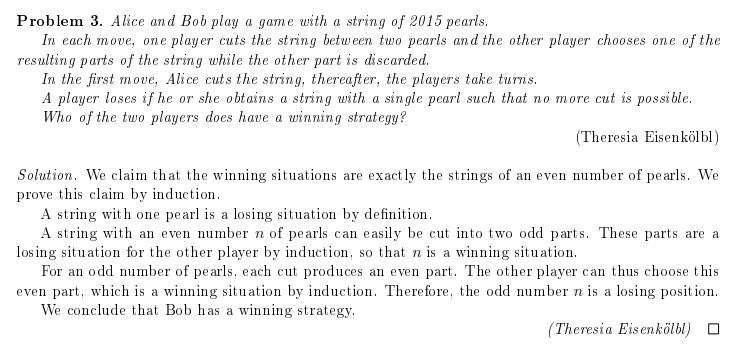 Problem 3. Alice and Bob play a game with a string of 2015 pearls.
In each move, one player cuts the string between two pearls and the other player chooses one of the
resulting parts of the string while the other part is discarded.
In the first move, Alice cuts the string, thereafter, the players take turns.
A player loses if he or she obtains a string with a single pearl such that no more cut is possible.
Who of the two players does have a winning strategy?
(Theresia Eisenkölbl)
Solution. We claim that the winning situations are exactly the strings of an even number of pearls. We
prove this claim by induction.
A string with one pearl is a losing situation by definition.
A string with an even number n of pearls can easily be cut into two odd parts. These parts are a
losing situation for the other player by induction, so that n is a winning situation.
For an odd number of pearls, each cut produces an even part. The other player can thus choose this
even part, which is a winning situation by induction. Therefore, the odd number n is a losing position.
We conclude that Bob has a winning strategy.
(Theresia Eisenkölbl) □